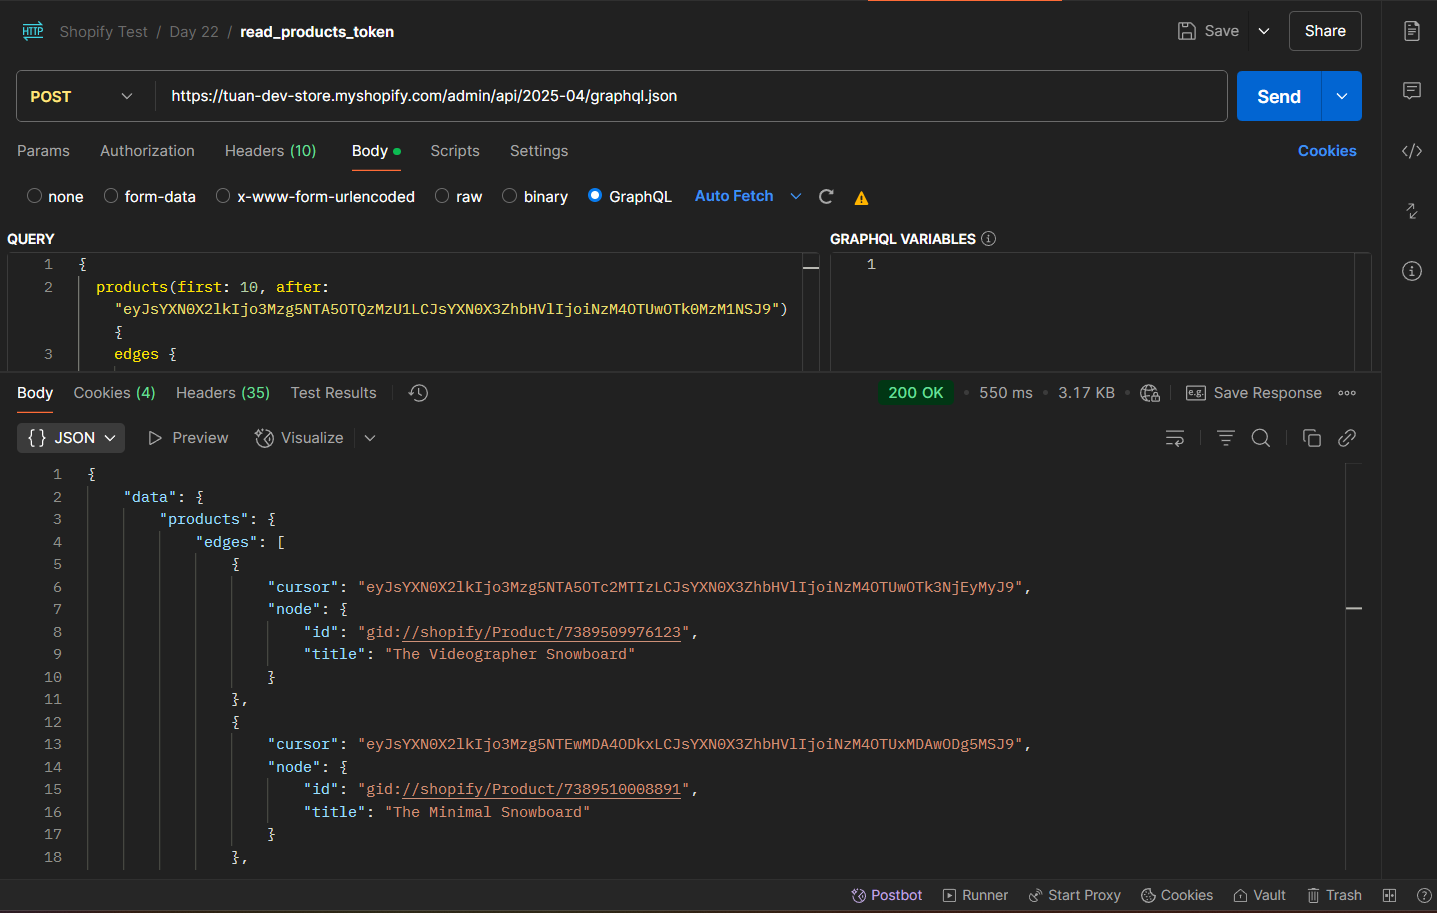 HTTP Shopify Test / Day 22 / read_products_token Save Share
POST https://tuan-dev-store.myshopify.com/admin/api/2025-04/graphql.json Send
Params Authorization Headers (10) Body Scripts Settings Cookies
none form-data x-www-form-urlencoded raw binary GraphQL Auto Fetch
QUERY GRAPHQL VARIABLES
1 { 1
2 products(first: 10, after:
"eyJsYXN0X2lkIjo3Mzg5NTA5OTQzMzU1LCJsYXN0X3ZhbHVlIjoiNzM4OTUwOTk0MzM1NSJ9")
{
3 edges {
Body Cookies (4) Headers (35) Test Results 200 OK 550 ms 3.17 KB e.g. Save Response
{} JSON Preview Visualize
1 {
2 "data": {
3 "products": {
4 "edges": [
5 {
6 "cursor": "eyJsYXN0X2lkIjo3Mzg5NTA5OTc2MTIzLCJsYXN0X3ZhbHVlIjoiNzM4OTUwOTk3NjEyMyJ9",
7 "node": {
8 "id": "gid://shopify/Product/7389509976123",
9 "title": "The Videographer Snowboard"
10 }
11 },
12 {
13 "cursor": "eyJsYXN0X2lkIjo3Mzg5NTEwMDA4ODkxLCJsYXN0X3ZhbHVlIjoiNzM4OTUxMDAwODg5MSJ9",
14 "node": {
15 "id": "gid://shopify/Product/7389510008891",
16 "title": "The Minimal Snowboard"
17 }
18 },
Postbot Runner Start Proxy Cookies Vault Trash